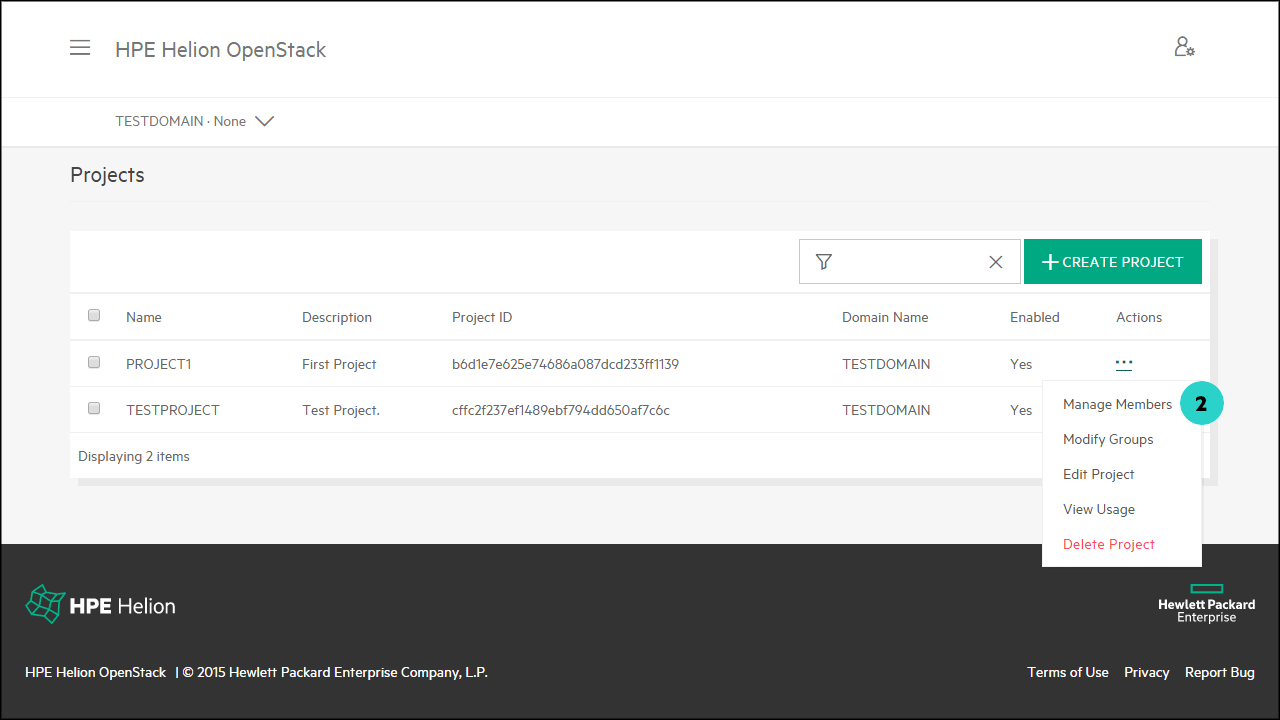 HPE Helion OpenStack
TESTDOMAIN · None
Projects
CREATE PROJECT
Name Description Project ID Domain Name Enabled Actions
PROJECT1 First Project b6d1e7e625e74686a087dcd233ff1139 TESTDOMAIN Yes
TESTPROJECT Test Project. cffc2f237ef1489ebf794dd650af7c6c TESTDOMAIN Yes
Displaying 2 items
Manage Members 2
Modify Groups
Edit Project
View Usage
Delete Project
HPE Helion
Hewlett Packard
Enterprise
HPE Helion OpenStack | © 2015 Hewlett Packard Enterprise Company, L.P.
Terms of Use Privacy Report Bug